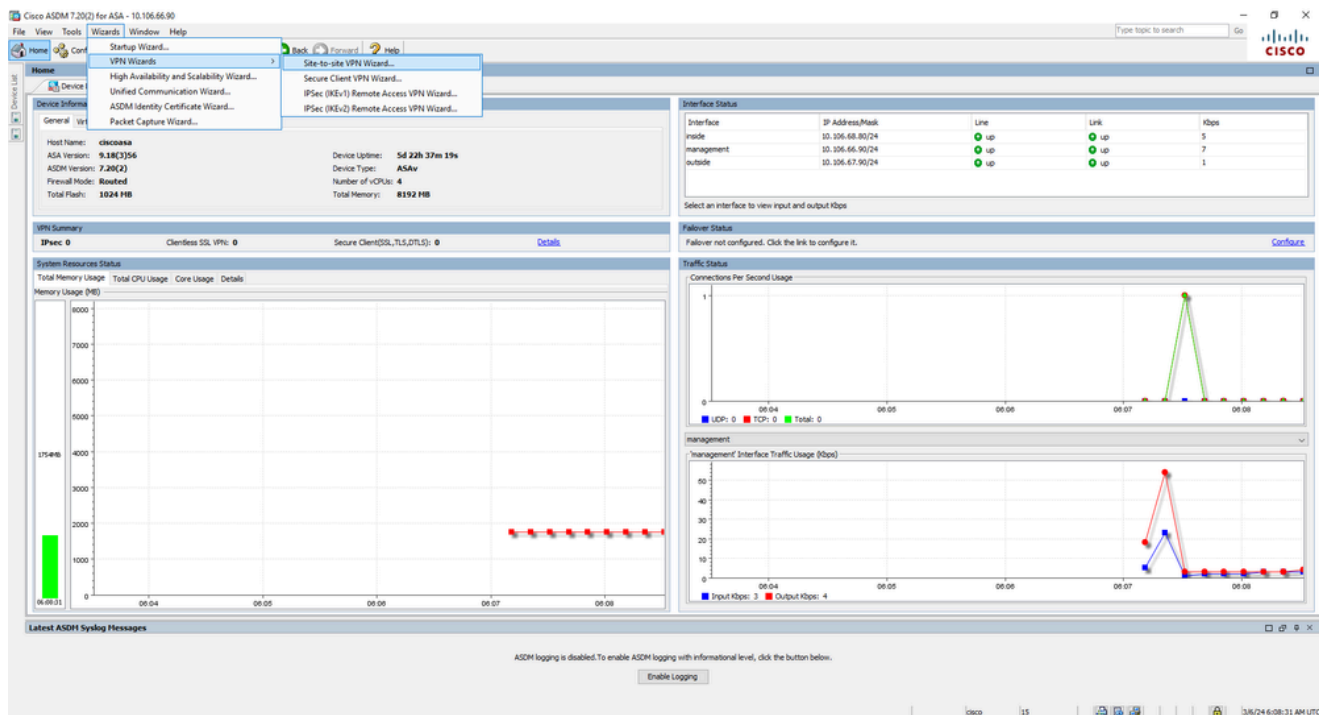 Cisco ASDM 7.20(2) for ASA - 10.106.66.90
File View Tools Wizards Window Help
Type topic to search Go
CISCO
Home Conf Back Forward Help
Startup Wizard...
VPN Wizards >
High Availability and Scalability Wizard...
Unified Communication Wizard...
ASDM Identity Certificate Wizard...
Packet Capture Wizard...
Site-to-site VPN Wizard...
Secure Client VPN Wizard...
IPSec (IKEv1) Remote Access VPN Wizard...
IPSec (IKEv2) Remote Access VPN Wizard...
Device List
Home
Device
Device Informa
General Virt
Host Name: ciscoasa
ASA Version: 9.18(3)56 Device Uptime: 5d 22h 37m 19s
ASDM Version: 7.20(2) Device Type: ASAv
Firewall Mode: Routed Number of vCPUs: 4
Total Flash: 1024 MB Total Memory: 8192 MB
Interface Status
Interface IP Address/Mask Line Link Kbps
inside 10.106.68.80/24 up up 5
management 10.106.66.90/24 up up 7
outside 10.106.67.90/24 up up 1
Select an interface to view input and output Kbps
VPN Summary
IPsec 0 Clientless SSL VPN: 0 Secure Client(SSL,TLS,DTLS): 0 Details
Failover Status
Failover not configured. Click the link to configure it. Configure
System Resources Status
Total Memory Usage Total CPU Usage Core Usage Details
Memory Usage (MB)
8000
7000
6000
5000
4000
3000
2000
1000
0
1754MB
06:08:31
06:04 06:05 06:06 06:07 06:08
Traffic Status
Connections Per Second Usage
1
0
06:04 06:05 06:06 06:07 06:08
UDP: 0 TCP: 0 Total: 0
management
'management' Interface Traffic Usage (Kbps)
50
40
30
20
10
0
06:04 06:05 06:06 06:07 06:08
Input Kbps: 3 Output Kbps: 4
Latest ASDM Syslog Messages
ASDM logging is disabled.To enable ASDM logging with informational level, click the button below.
Enable Logging
cisco 15 3/6/24 6:08:31 AM UTC